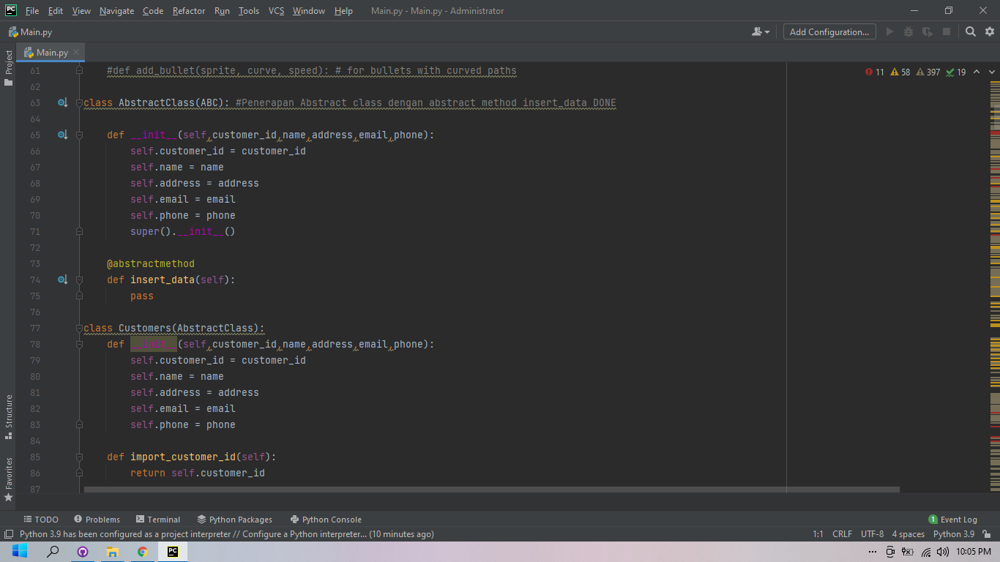 PC File Edit View Navigate Code Refactor Run Tools VCS Window Help Main.py - Main.py - Administrator
Main.py Add Configuration...
Project Main.py
61 #def add_bullet(sprite, curve, speed): # for bullets with curved paths 11 58 397 19
62
63 class AbstractClass(ABC): #Penerapan Abstract class dengan abstract method insert_data DONE
64
65 def __init__(self,customer_id,name,address,email,phone):
66 self.customer_id = customer_id
67 self.name = name
68 self.address = address
69 self.email = email
70 self.phone = phone
71 super().__init__()
72
73 @abstractmethod
74 def insert_data(self):
75 pass
76
77 class Customers(AbstractClass):
78 def __init__(self,customer_id,name,address,email,phone):
79 self.customer_id = customer_id
80 self.name = name
81 self.address = address
82 self.email = email
83 self.phone = phone
84
85 def import_customer_id(self):
86 return self.customer_id
87
Structure
Favorites
TODO Problems Terminal Python Packages Python Console 1 Event Log
Python 3.9 has been configured as a project interpreter // Configure a Python interpreter... (10 minutes ago) 1:1 CRLF UTF-8 4 spaces Python 3.9
PC 10:05 PM